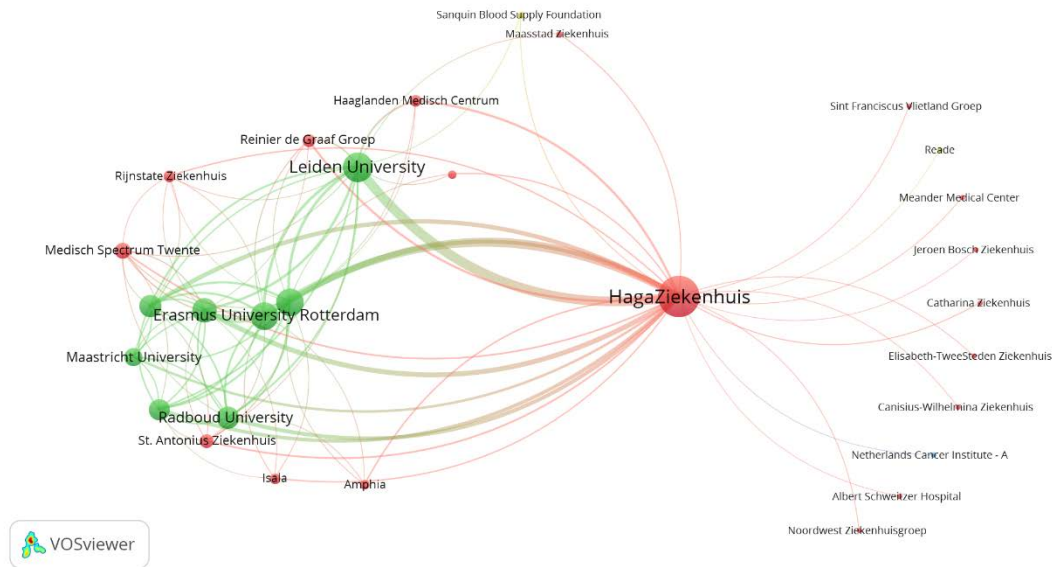 Sanquin Blood Supply Foundation
Maasstad Ziekenhuis
Haaglanden Medisch Centrum
Sint Franciscus Vlietland Groep
Reinier de Graaf Groep
Reade
Leiden University
Rijnstate Ziekenhuis
Meander Medical Center
Medisch Spectrum Twente
Jeroen Bosch Ziekenhuis
HagaZiekenhuis
Catharina Ziekenhuis
Erasmus University Rotterdam
Maastricht University
Elisabeth-TweeSteden Ziekenhuis
Canisius-Wilhelmina Ziekenhuis
Radboud University
St. Antonius Ziekenhuis
Netherlands Cancer Institute - A
Isala
Amphia
Albert Schweitzer Hospital
Noordwest Ziekenhuisgroep
VOSviewer